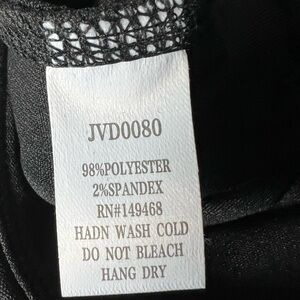 JVD0080
98%POLYESTER
2%SPANDEX
RN#149468
HADN WASH COLD
DO NOT BLEACH
HANG DRY